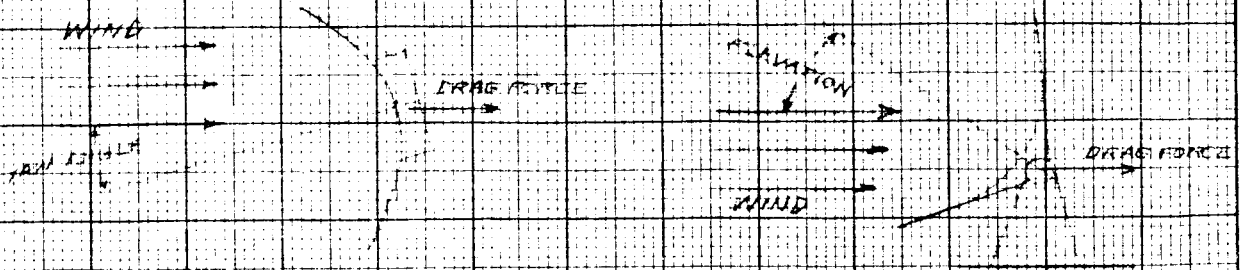 WIND
DRAG FORCE
ELEVATION
WIND
DRAG FORCE